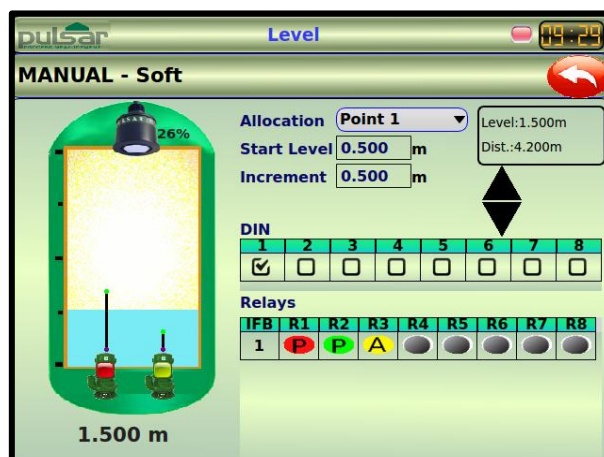 pulsar
Level
09:29
MANUAL - Soft
PULSAR
26%
Allocation Point 1
Level:1.500m
Dist.:4.200m
Start Level 0.500 m
Increment 0.500 m
DIN
1 2 3 4 5 6 7 8
Relays
IFB R1 R2 R3 R4 R5 R6 R7 R8
1 P P A
1.500 m